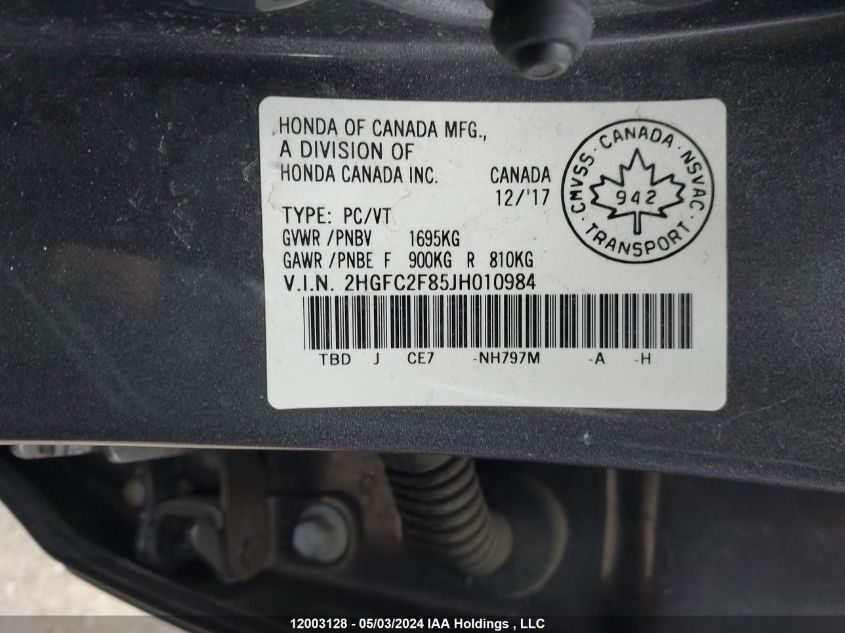 HONDA OF CANADA MFG.,
A DIVISION OF
HONDA CANADA INC. CANADA
12/'17
TYPE: PC/VT
GVWR /PNBV 1695KG
GAWR /PNBE F 900KG R 810KG
V.I.N. 2HGFC2F85JH010984
TBD J CE7 -NH797M -A -H
CMVSS · CANADA · NSVAC
942
· TRANSPORT ·
12003128 - 05/03/2024 IAA Holdings , LLC